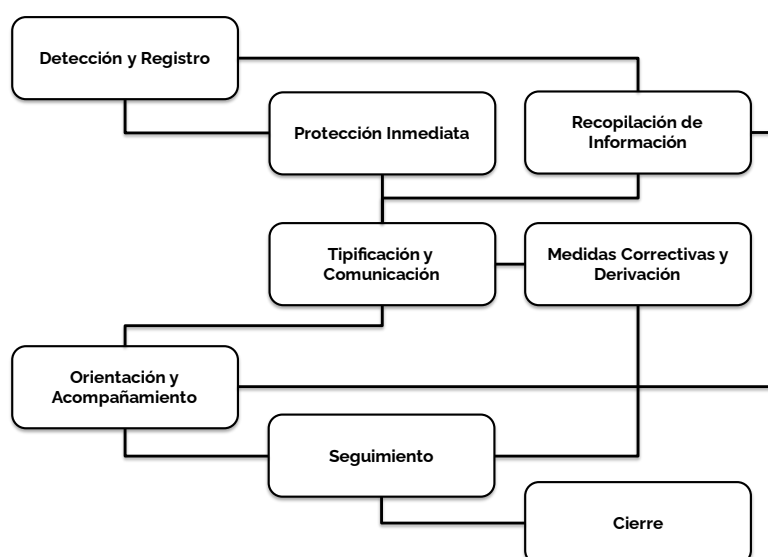 Detección y Registro
Protección Inmediata
Recopilación de
Información
Tipificación y
Comunicación
Medidas Correctivas y
Derivación
Orientación y
Acompañamiento
Seguimiento
Cierre